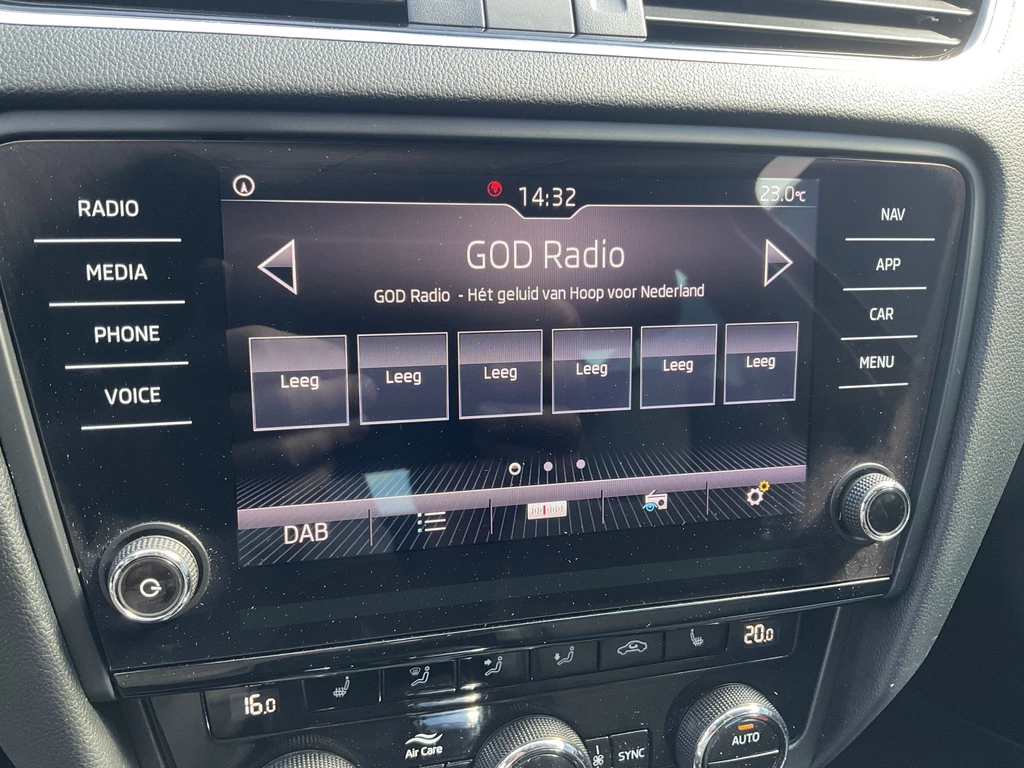 14:32
23.0°C
RADIO
MEDIA
PHONE
VOICE
GOD Radio
GOD Radio - Hét geluid van Hoop voor Nederland
Leeg Leeg Leeg Leeg Leeg Leeg
DAB
NAV
APP
CAR
MENU
16.0
20.0
Air Care
SYNC
AUTO